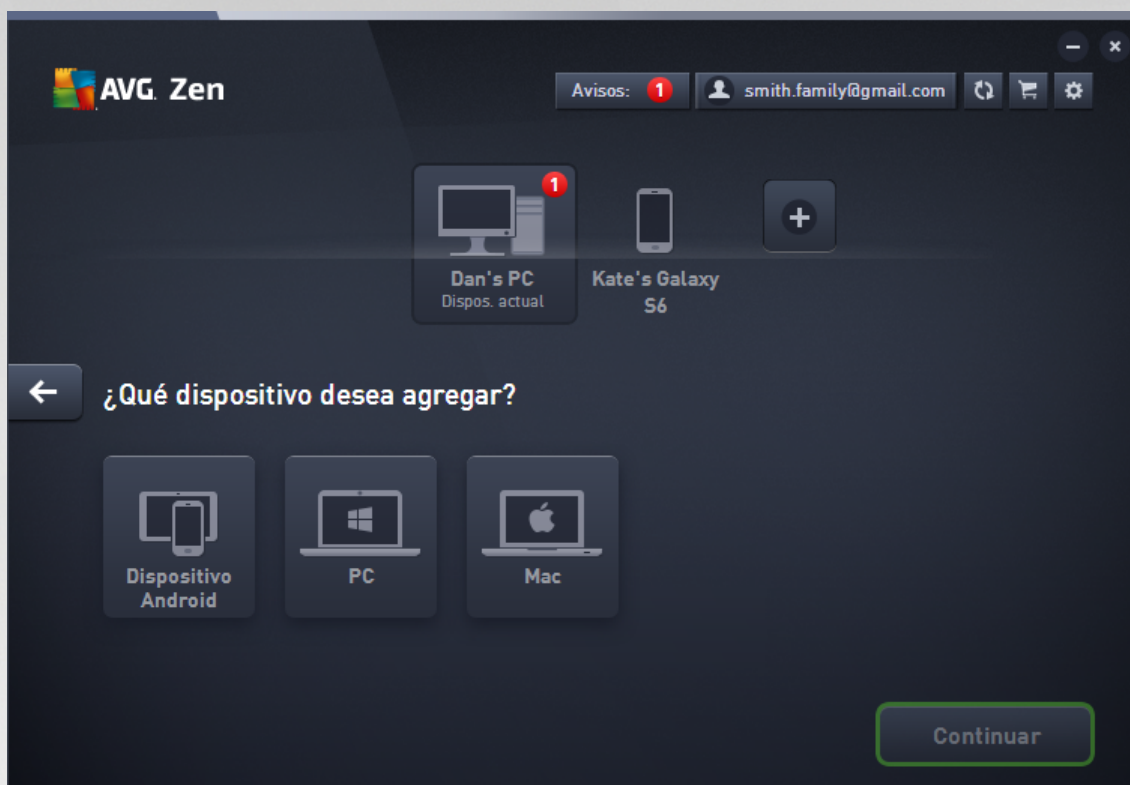 AVG. Zen
Avisos: 1
smith.family@gmail.com
1
Dan's PC
Dispos. actual
Kate's Galaxy
S6
¿Qué dispositivo desea agregar?
Dispositivo
Android
PC
Mac
Continuar